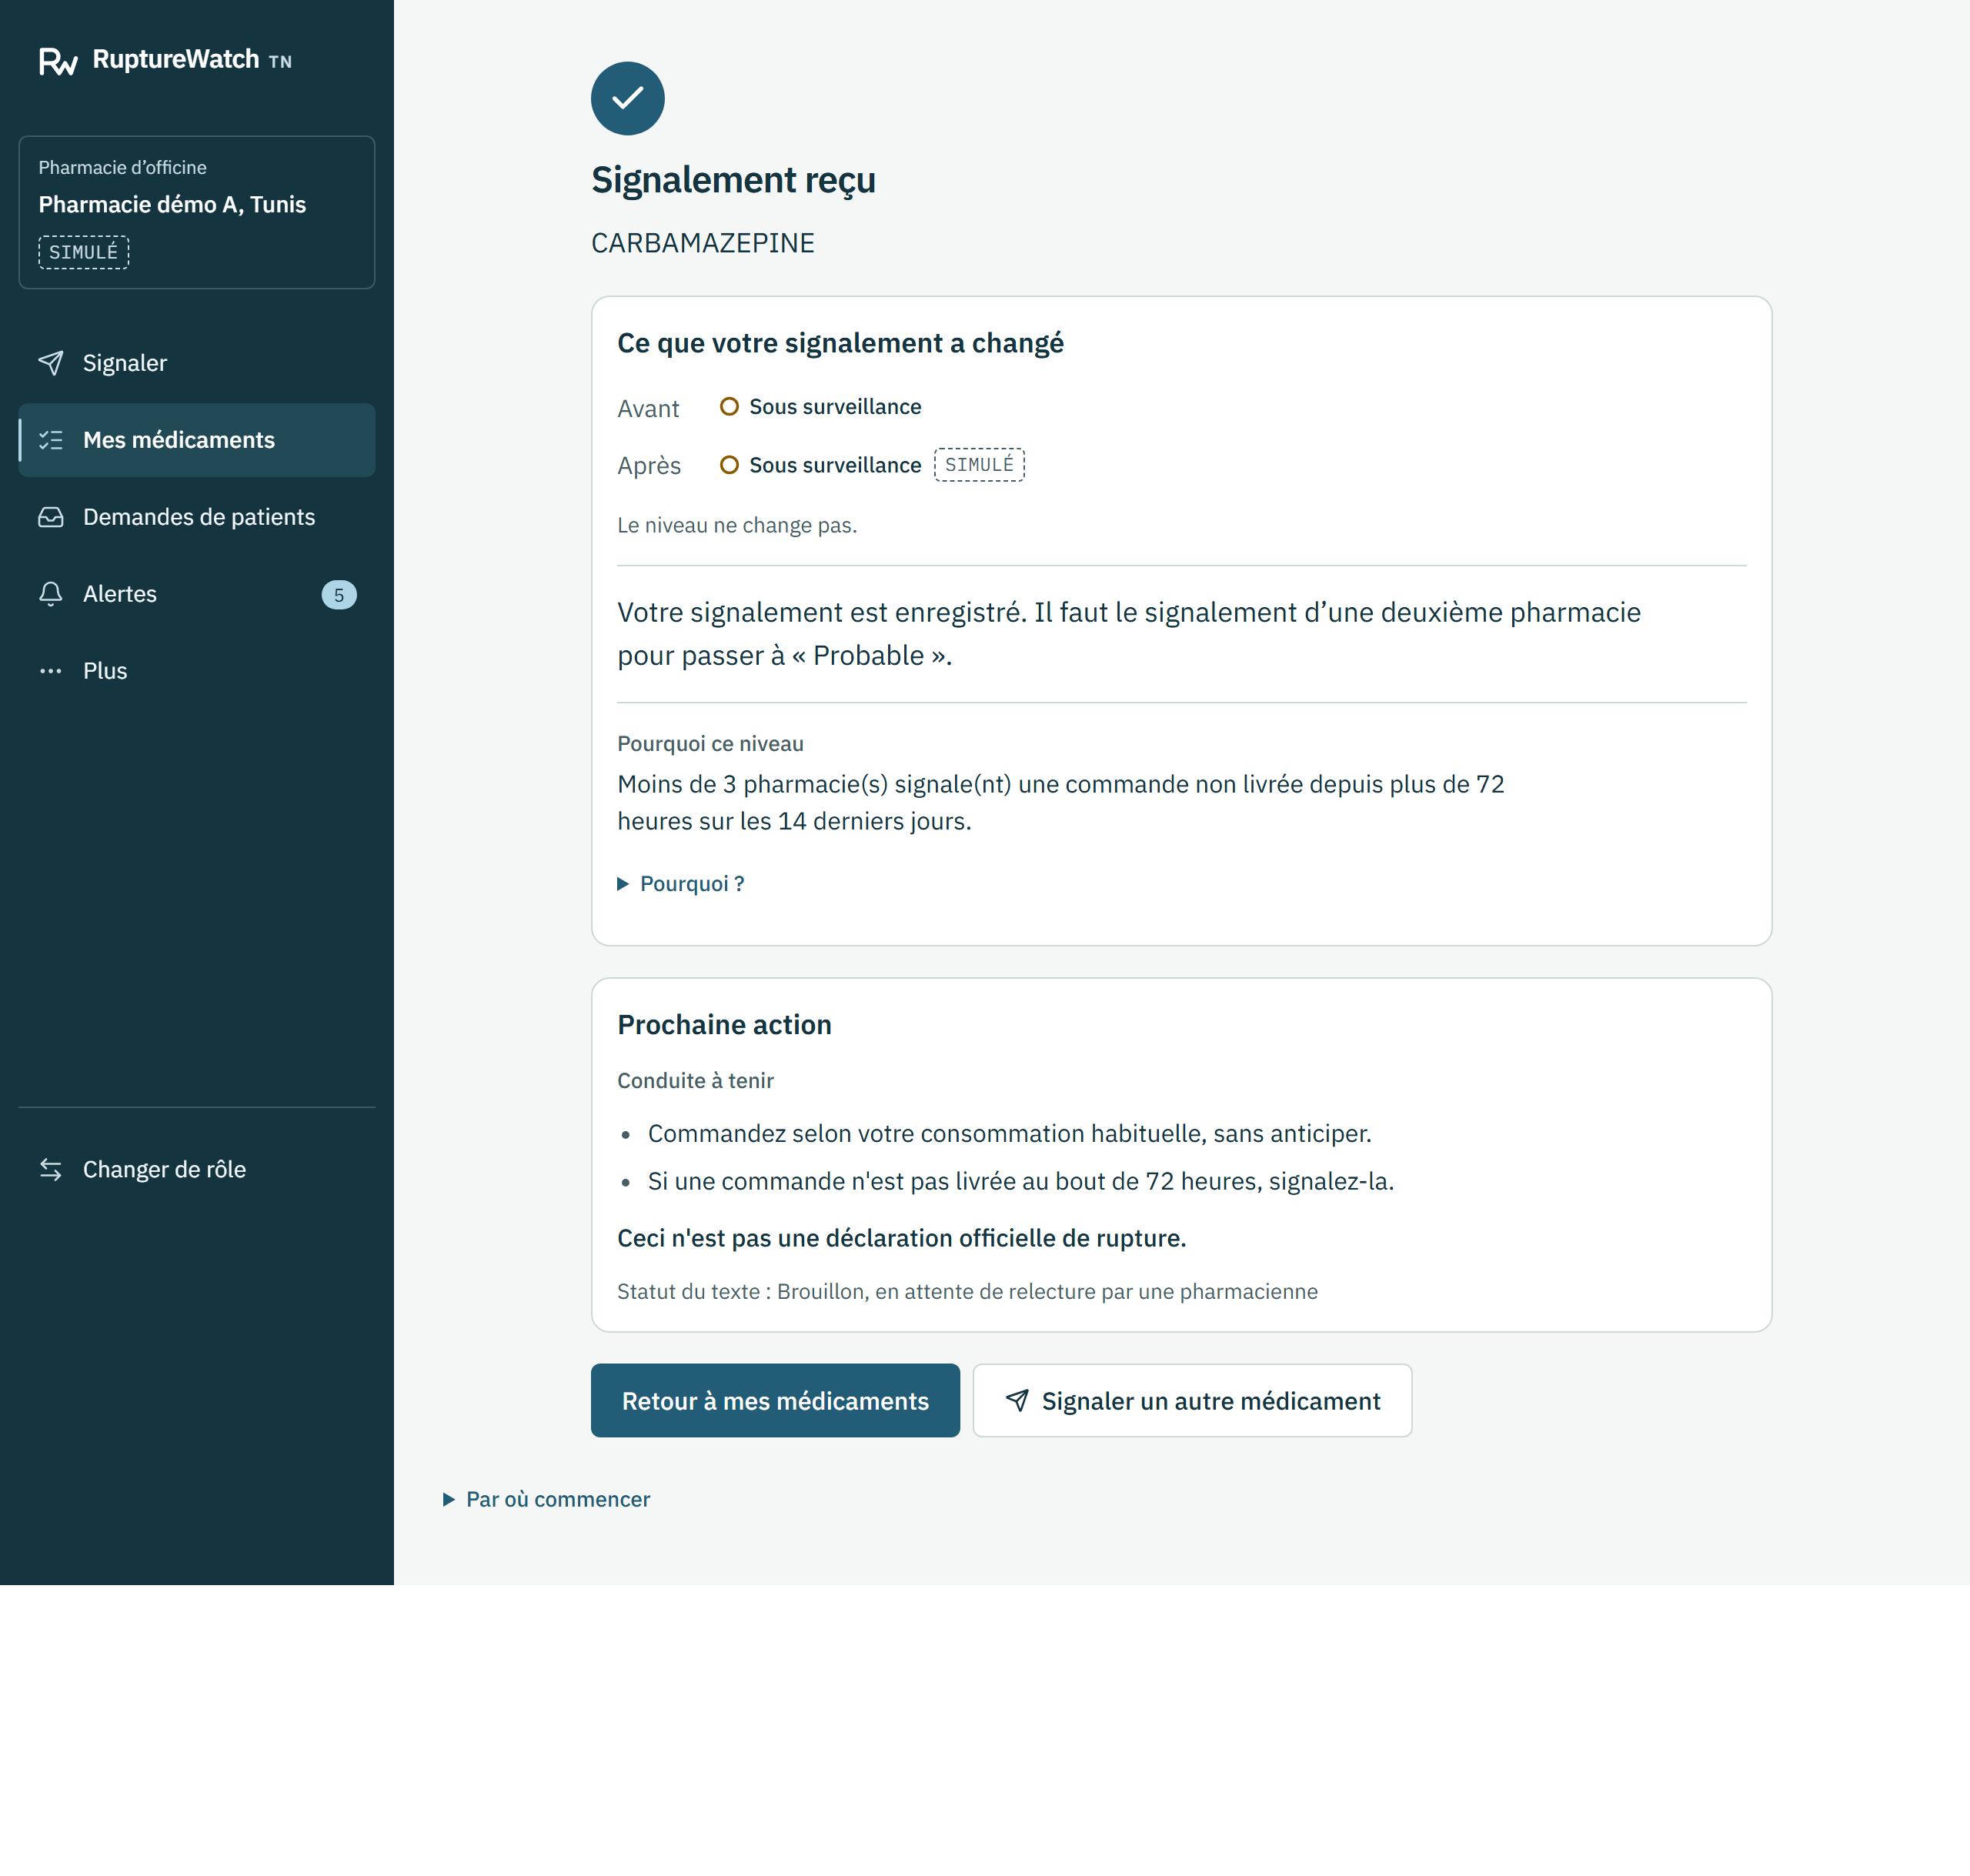 RuptureWatch TN
Pharmacie d’officine
Pharmacie démo A, Tunis
SIMULÉ
Signaler
Mes médicaments
Demandes de patients
Alertes 5
Plus
Changer de rôle
Signalement reçu
CARBAMAZEPINE
Ce que votre signalement a changé
Avant Sous surveillance
Après Sous surveillance SIMULÉ
Le niveau ne change pas.
Votre signalement est enregistré. Il faut le signalement d’une deuxième pharmacie
pour passer à « Probable ».
Pourquoi ce niveau
Moins de 3 pharmacie(s) signale(nt) une commande non livrée depuis plus de 72
heures sur les 14 derniers jours.
Pourquoi ?
Prochaine action
Conduite à tenir
• Commandez selon votre consommation habituelle, sans anticiper.
• Si une commande n'est pas livrée au bout de 72 heures, signalez-la.
Ceci n'est pas une déclaration officielle de rupture.
Statut du texte : Brouillon, en attente de relecture par une pharmacienne
Retour à mes médicaments
Signaler un autre médicament
Par où commencer